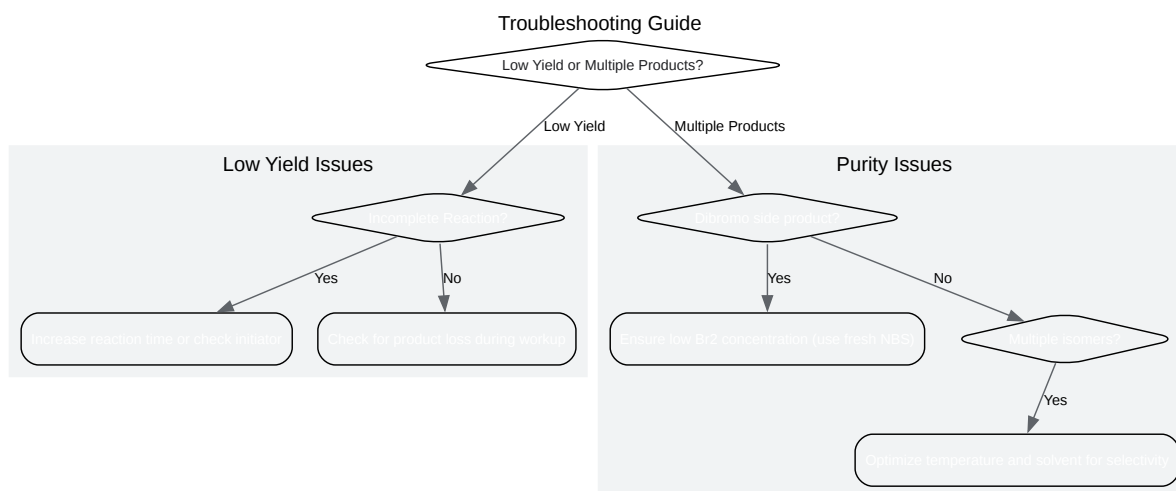 Troubleshooting Guide
Low Yield or Multiple Products?
Low Yield
Multiple Products
Low Yield Issues
Purity Issues
Incomplete Reaction?
Dibromo side product?
Yes
No
Yes
No
Increase reaction time or check initiator
Check for product loss during workup
Ensure low Br2 concentration (use fresh NBS)
Multiple isomers?
Yes
Optimize temperature and solvent for selectivity